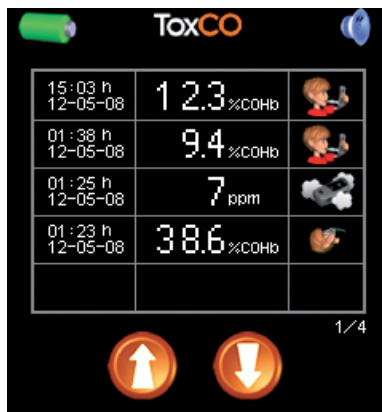 ToxCO
15:03 h
12-05-08
12.3 %COHb
01:38 h
12-05-08
9.4 %COHb
01:25 h
12-05-08
7 ppm
01:23 h
12-05-08
38.6 %COHb
1/4